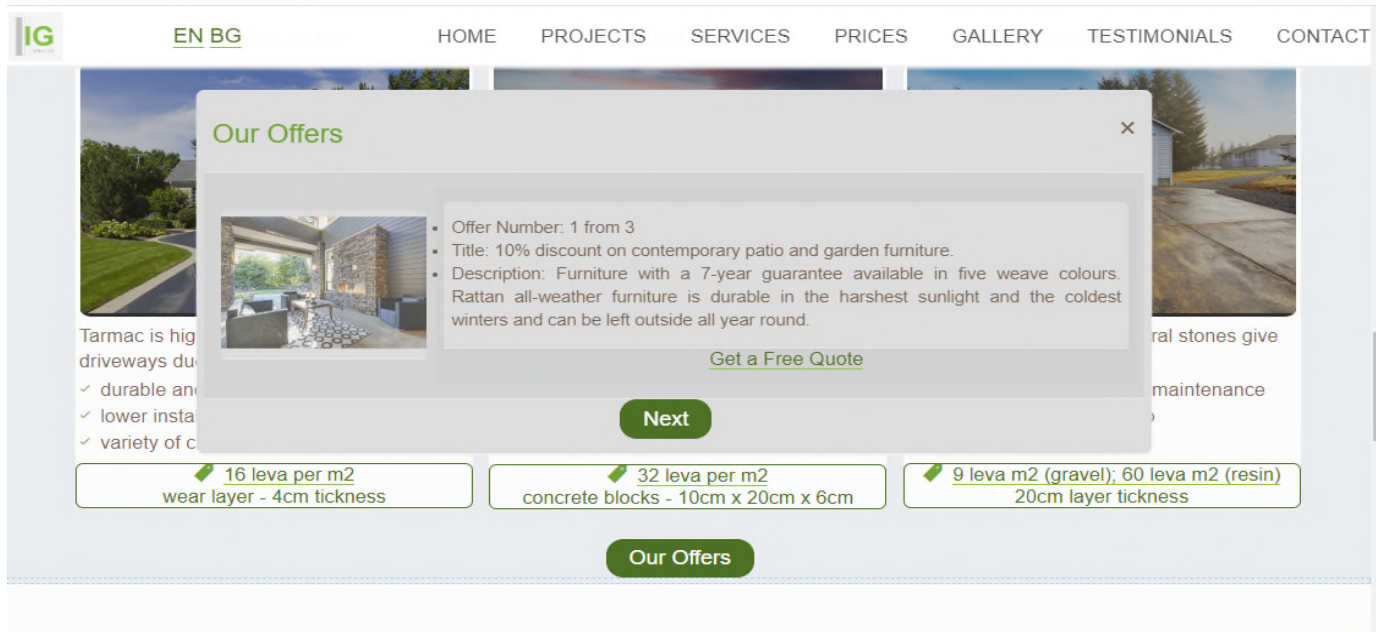 IG
EN BG
HOME PROJECTS SERVICES PRICES GALLERY TESTIMONIALS CONTACT
Our Offers
×
Offer Number: 1 from 3
Title: 10% discount on contemporary patio and garden furniture.
Description: Furniture with a 7-year guarantee available in five weave colours.
Rattan all-weather furniture is durable in the harshest sunlight and the coldest
winters and can be left outside all year round.
Get a Free Quote
Next
Tarmac is hig
driveways du
durable an
lower insta
variety of c
ral stones give
maintenance
16 leva per m2
wear layer - 4cm tickness
32 leva per m2
concrete blocks - 10cm x 20cm x 6cm
9 leva m2 (gravel); 60 leva m2 (resin)
20cm layer tickness
Our Offers